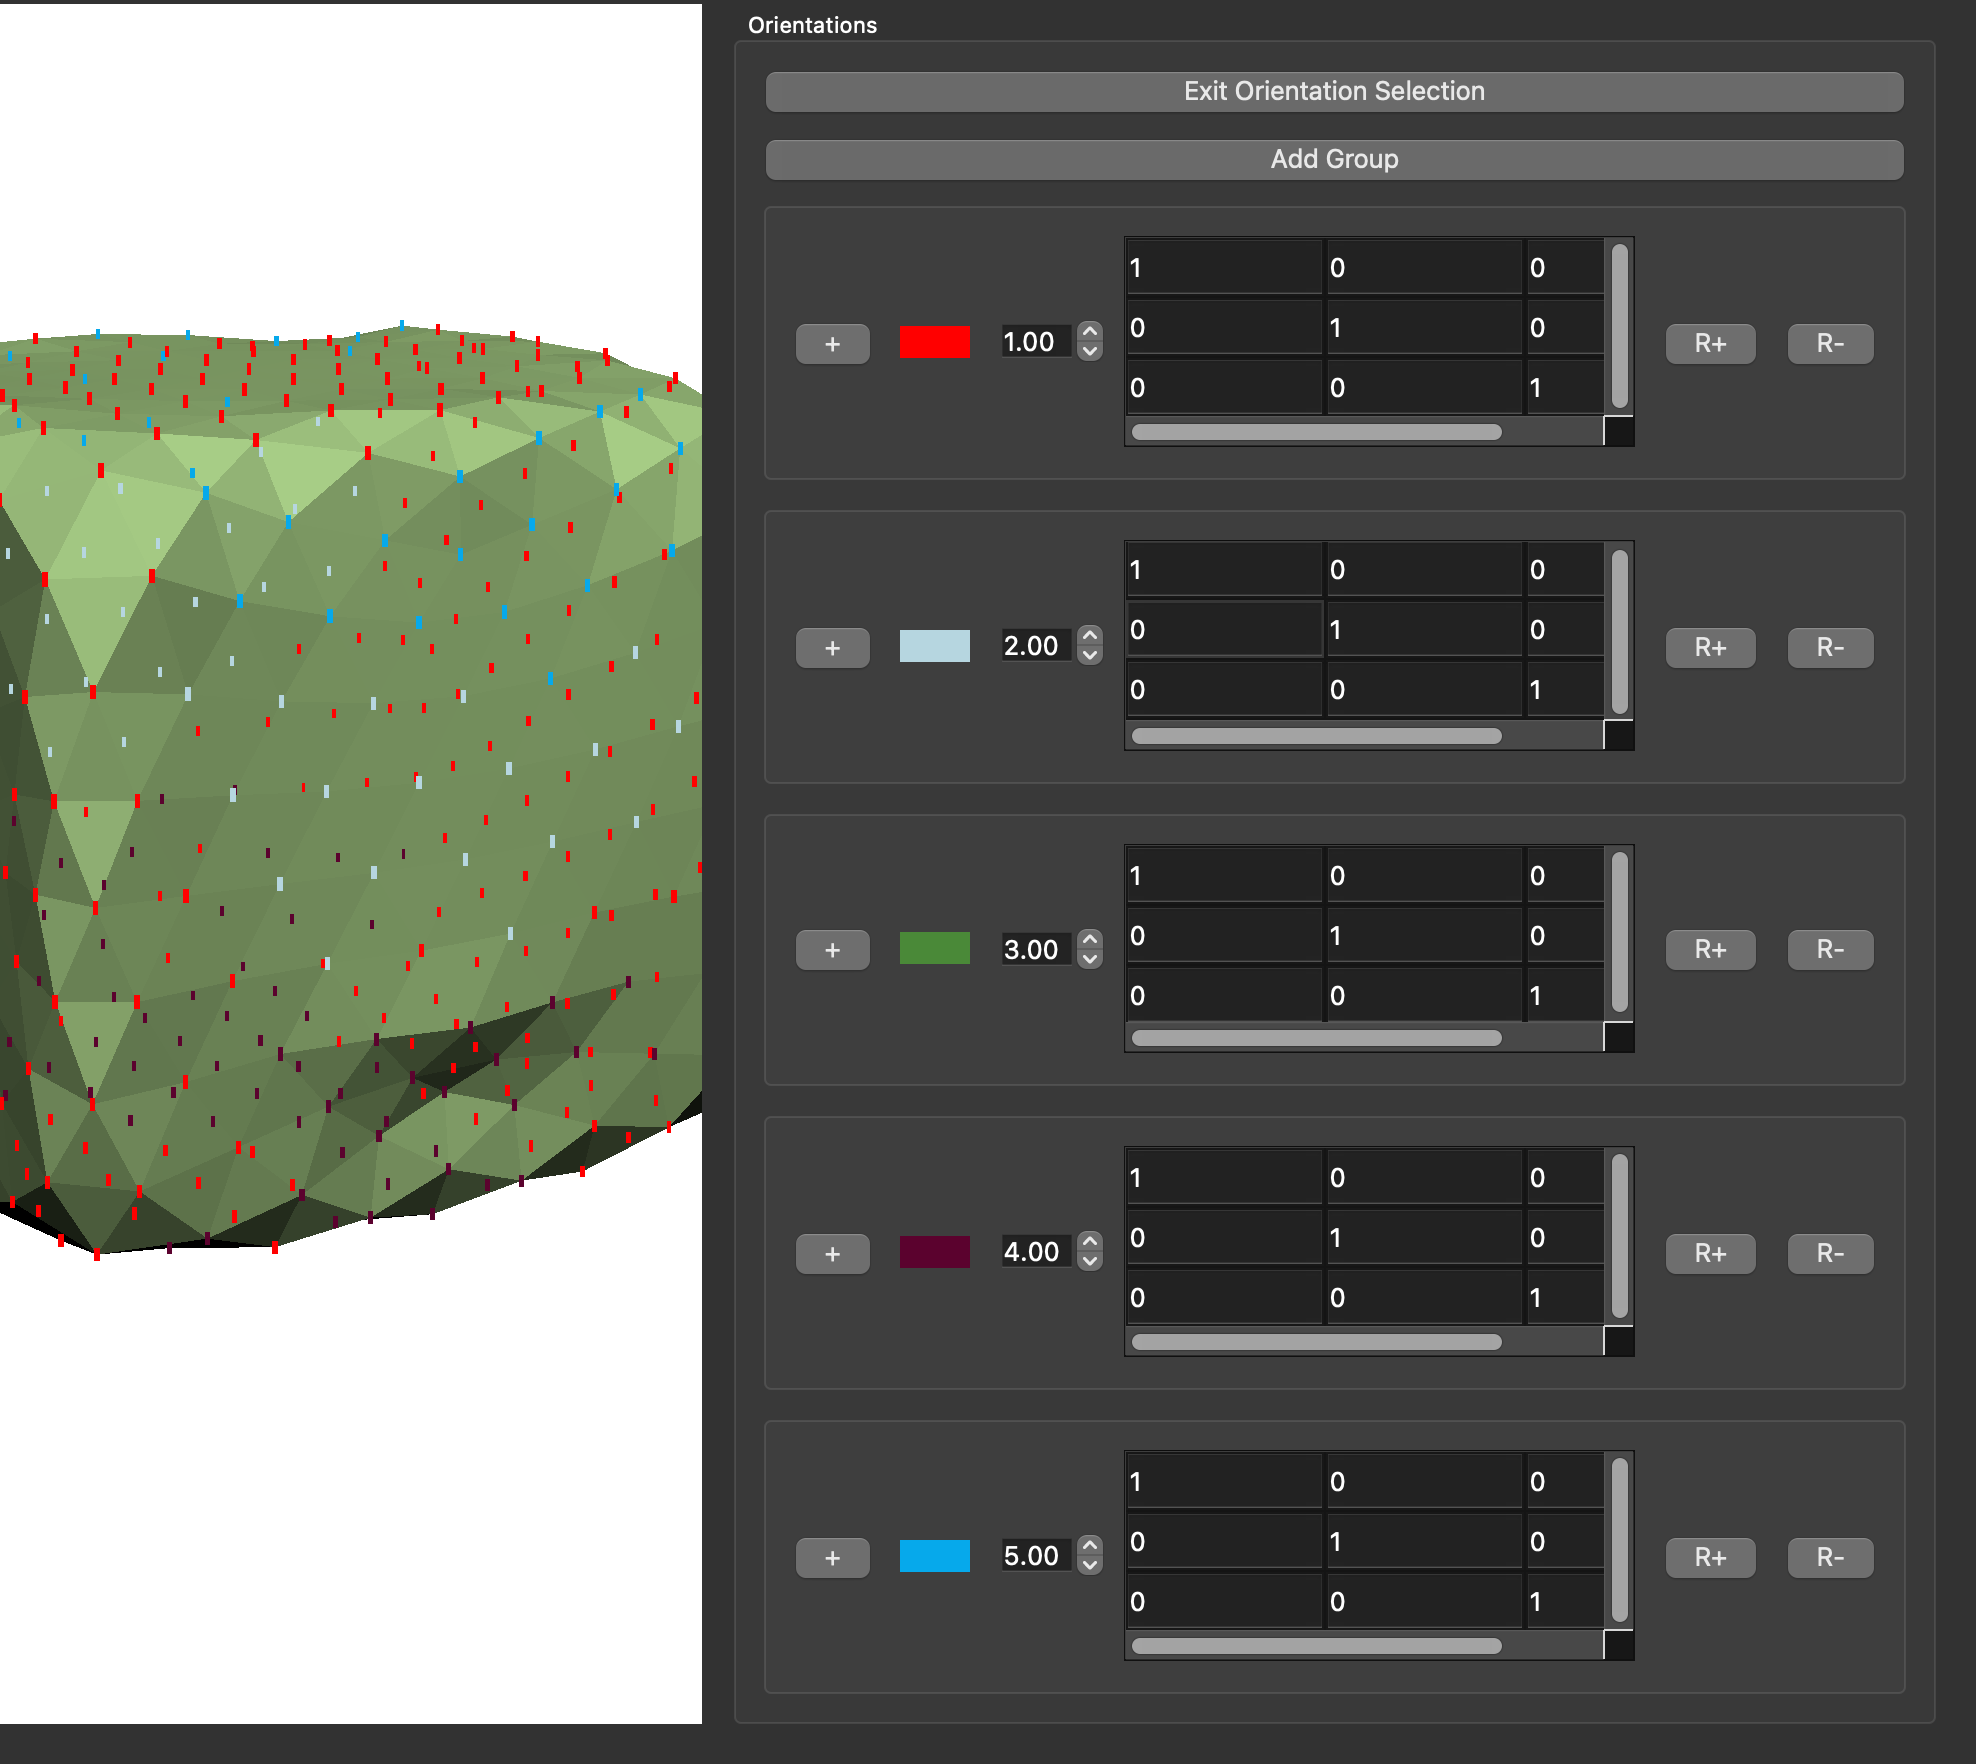 Orientations
Exit Orientation Selection
Add Group
1 0 0
+ 1.00 0 1 0 R+ R-
0 0 1
1 0 0
+ 2.00 0 1 0 R+ R-
0 0 1
1 0 0
+ 3.00 0 1 0 R+ R-
0 0 1
1 0 0
+ 4.00 0 1 0 R+ R-
0 0 1
1 0 0
+ 5.00 0 1 0 R+ R-
0 0 1